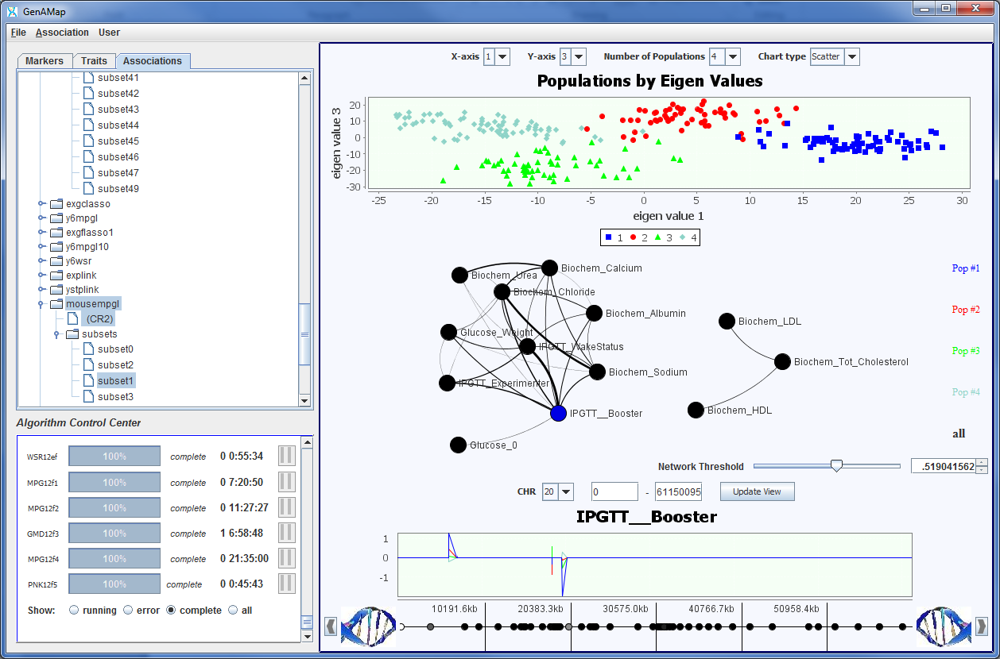 GenAMap
File Association User
Markers Traits Associations
subset41
subset42
subset43
subset44
subset45
subset46
subset47
subset49
exgclasso
y6mpgl
exgflasso1
y6mpgl10
y6wsr
explink
ystplink
mousempgl
(CR2)
subsets
subset0
subset2
subset1
subset3
Algorithm Control Center
WSR12ef 100% complete 0 0:55:34
MPG12f1 100% complete 0 7:20:50
MPG12f2 100% complete 0 11:27:27
GMD12f3 100% complete 1 6:58:48
MPG12f4 100% complete 0 21:35:00
PNK12f5 100% complete 0 0:45:43
Show: running error complete all
X-axis 1 Y-axis 3 Number of Populations 4 Chart type Scatter
Populations by Eigen Values
eigen value 3
20
10
0
-10
-20
-30
-25 -20 -15 -10 -5 0 5 10 15 20 25 30
eigen value 1
1 2 3 4
Biochem_Urea
Biochem_Calcium
Biochem_Chloride
Biochem_Albumin
Glucose_Weight
IPGTT_WakeStatus
Biochem_Sodium
IPGTT_Experimenter
IPGTT__Booster
Glucose_0
Biochem_LDL
Biochem_Tot_Cholesterol
Biochem_HDL
Pop #1
Pop #2
Pop #3
Pop #4
all
Network Threshold .519041562
CHR 20 0 - 61150095 Update View
IPGTT__Booster
1
0
-1
10191.6kb 20383.3kb 30575.0kb 40766.7kb 50958.4kb